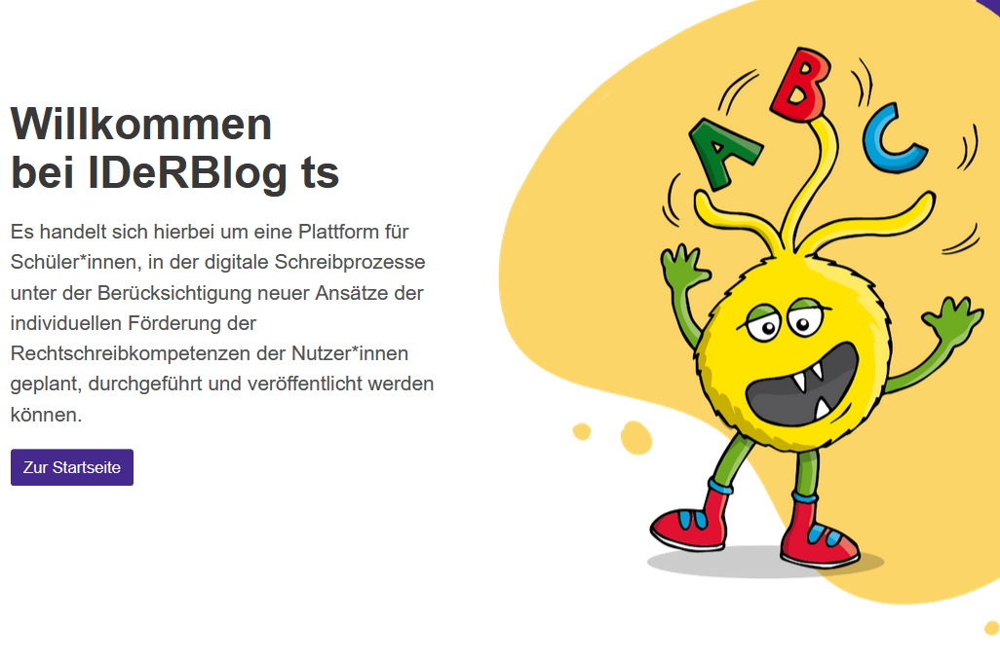 A B C
Willkommen
bei IDeRBlog ts
Es handelt sich hierbei um eine Plattform für
Schüler*innen, in der digitale Schreibprozesse
unter der Berücksichtigung neuer Ansätze der
individuellen Förderung der
Rechtschreibkompetenzen der Nutzer*innen
geplant, durchgeführt und veröffentlicht werden
können.
Zur Startseite